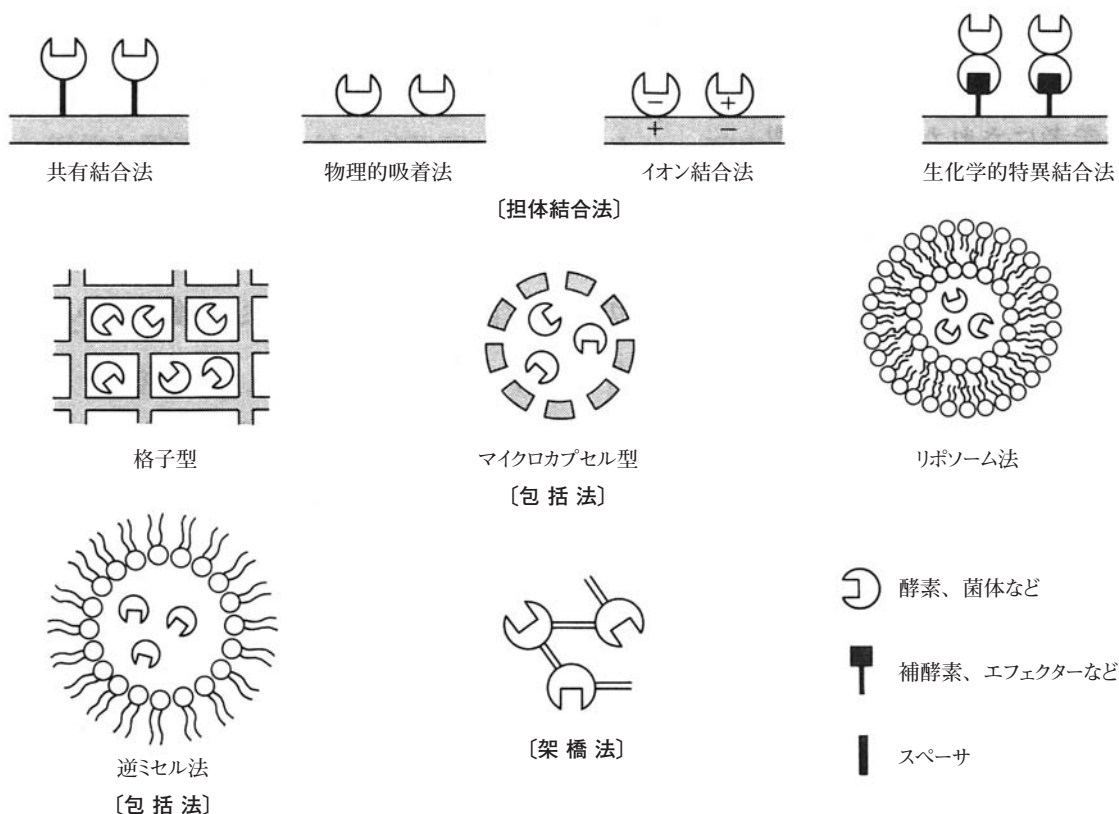 共有結合法
物理的吸着法
イオン結合法
生化学的特異結合法
〔担体結合法〕
格子型
マイクロカプセル型
リポソーム法
〔包 括 法〕
逆ミセル法
〔包 括 法〕
〔架 橋 法〕
酵素、菌体など
補酵素、エフェクターなど
スペーサ